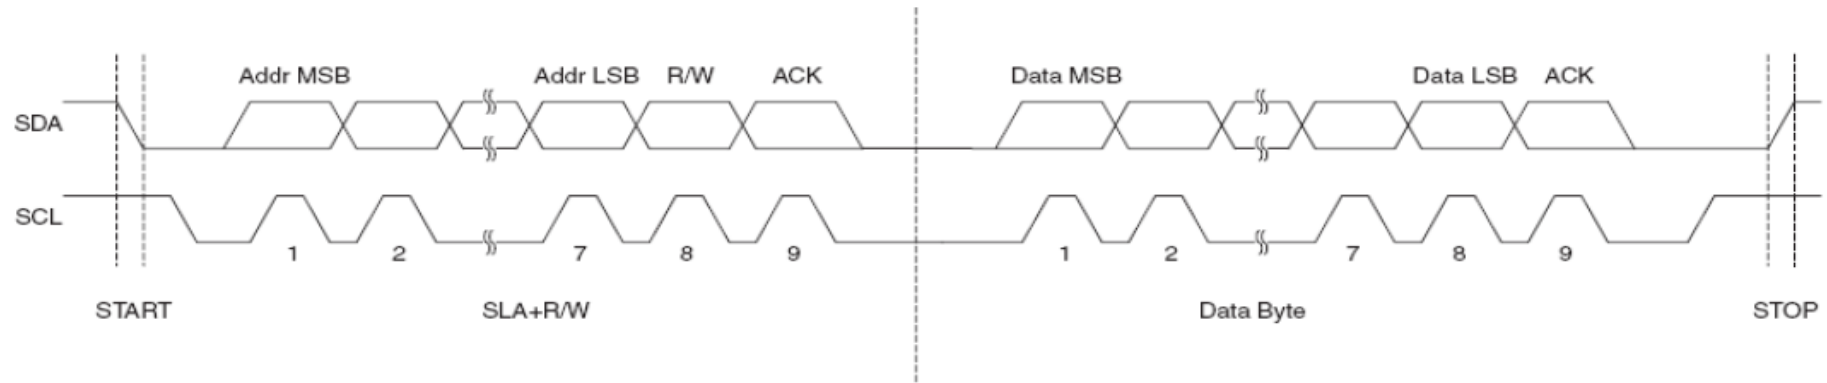 Addr MSB Addr LSB R/W ACK Data MSB Data LSB ACK
SDA
SCL
1 2 7 8 9 1 2 7 8 9
START SLA+R/W Data Byte STOP